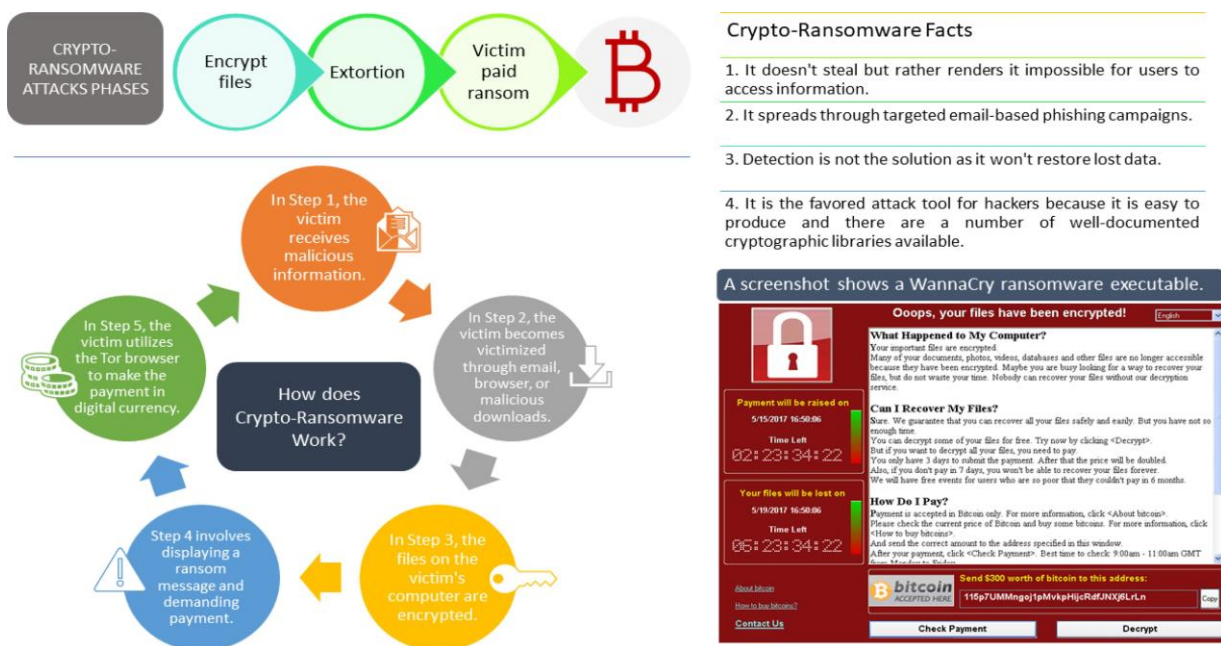 CRYPTO-
RANSOMWARE
ATTACKS PHASES
Encrypt
files
Extortion
Victim
paid
ransom
In Step 1, the
victim
receives
malicious
information.
In Step 2, the
victim becomes
victimized
through email,
browser, or
malicious
downloads.
In Step 3, the
files on the
victim's
computer are
encrypted.
Step 4 involves
displaying a
ransom
message and
demanding
payment.
In Step 5, the
victim utilizes
the Tor browser
to make the
payment in
digital currency.
How does
Crypto-Ransomware
Work?
Crypto-Ransomware Facts
1. It doesn't steal but rather renders it impossible for users to
access information.
2. It spreads through targeted email-based phishing campaigns.
3. Detection is not the solution as it won't restore lost data.
4. It is the favored attack tool for hackers because it is easy to
produce and there are a number of well-documented
cryptographic libraries available.
A screenshot shows a WannaCry ransomware executable.
Ooops, your files have been encrypted!
English
Payment will be raised on
5/15/2017 16:50:06
Time Left
02:23:34:22
Your files will be lost on
5/19/2017 16:50:06
Time Left
06:23:34:22
About bitcoin
How to buy bitcoins?
Contact Us
What Happened to My Computer?
Your important files are encrypted.
Many of your documents, photos, videos, databases and other files are no longer accessible
because they have been encrypted. Maybe you are busy looking for a way to recover your
files, but do not waste your time. Nobody can recover your files without our decryption
service.
Can I Recover My Files?
Sure. We guarantee that you can recover all your files safely and easily. But you have not so
enough time.
You can decrypt some of your files for free. Try now by clicking <Decrypt>.
But if you want to decrypt all your files, you need to pay.
You only have 3 days to submit the payment. After that the price will be doubled.
Also, if you don't pay in 7 days, you won't be able to recover your files forever.
We will have free events for users who are so poor that they couldn't pay in 6 months.
How Do I Pay?
Payment is accepted in Bitcoin only. For more information, click <About bitcoin>.
Please check the current price of Bitcoin and buy some bitcoins. For more information, click
<How to buy bitcoins>.
And send the correct amount to the address specified in this window.
After your payment, click <Check Payment>. Best time to check: 9:00am - 11:00am GMT
from Monday to Friday.
bitcoin
ACCEPTED HERE
Send $300 worth of bitcoin to this address:
115p7UMMngoj1pMvkpHijcRdfJNXj6LrLn
Copy
Check Payment
Decrypt